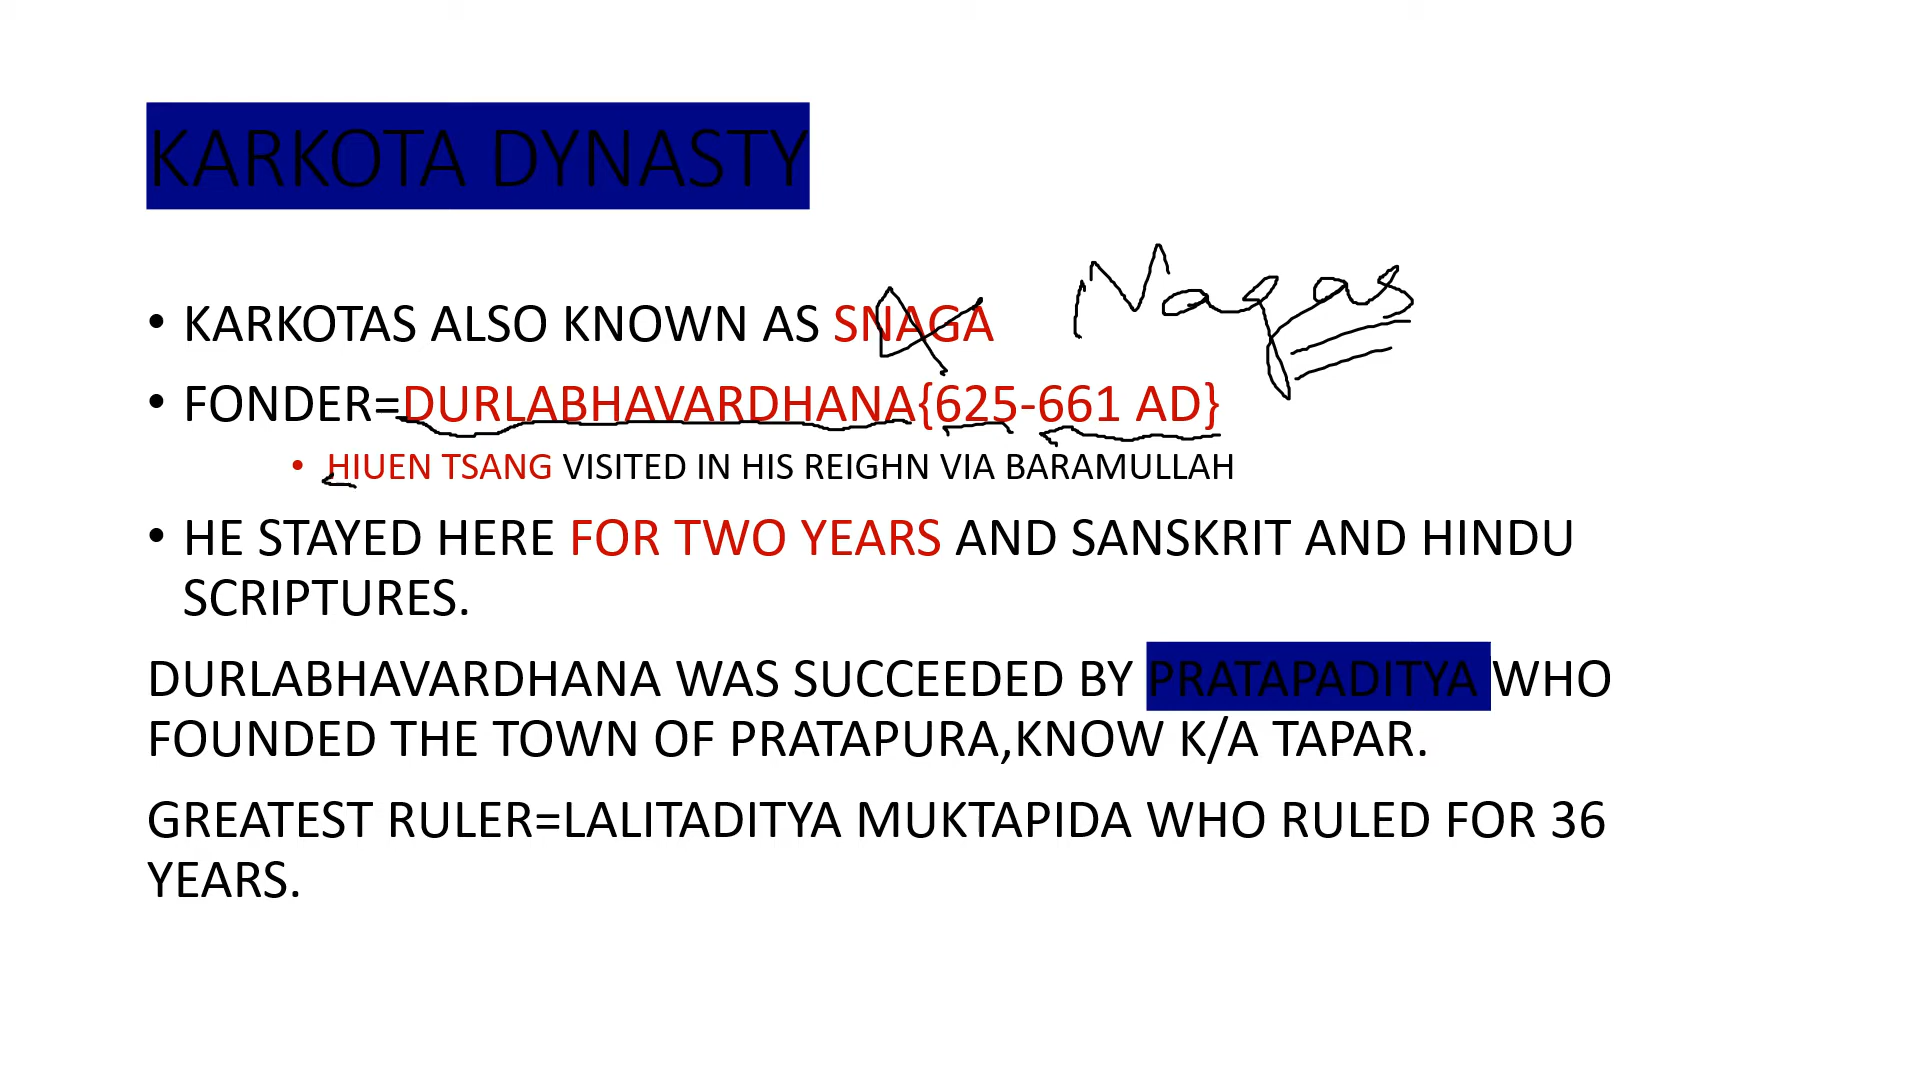 KARKOTA DYNASTY
• KARKOTAS ALSO KNOWN AS SNAGA Nagas
• FONDER=DURLABHAVARDHANA{625-661 AD}
• HIUEN TSANG VISITED IN HIS REIGHN VIA BARAMULLAH
• HE STAYED HERE FOR TWO YEARS AND SANSKRIT AND HINDU
SCRIPTURES.
DURLABHAVARDHANA WAS SUCCEEDED BY PRATAPADITYA WHO
FOUNDED THE TOWN OF PRATAPURA,KNOW K/A TAPAR.
GREATEST RULER=LALITADITYA MUKTAPIDA WHO RULED FOR 36
YEARS.